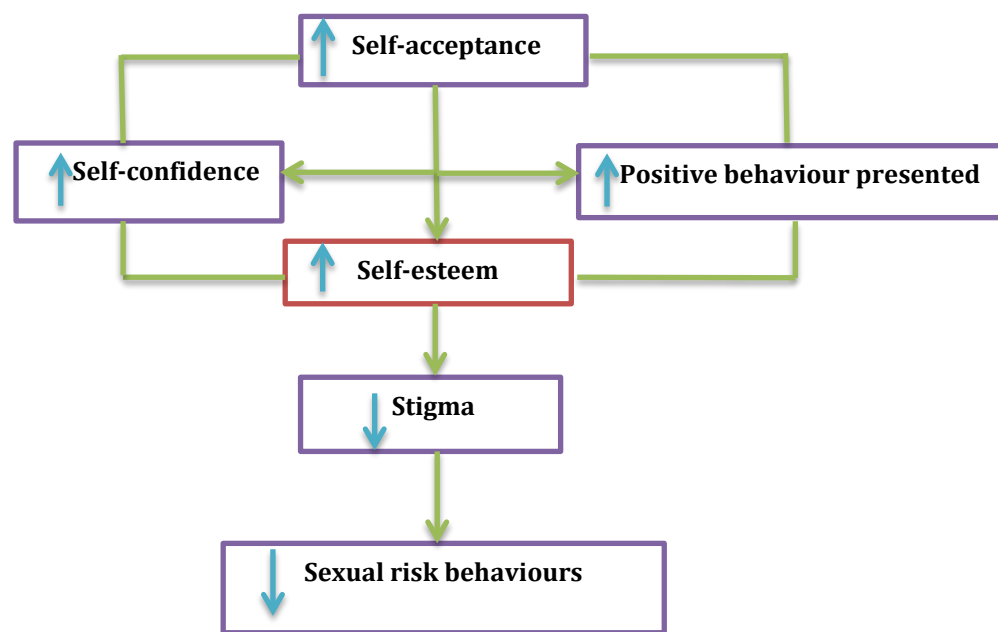 Self-acceptance
Self-confidence
Positive behaviour presented
Self-esteem
Stigma
Sexual risk behaviours